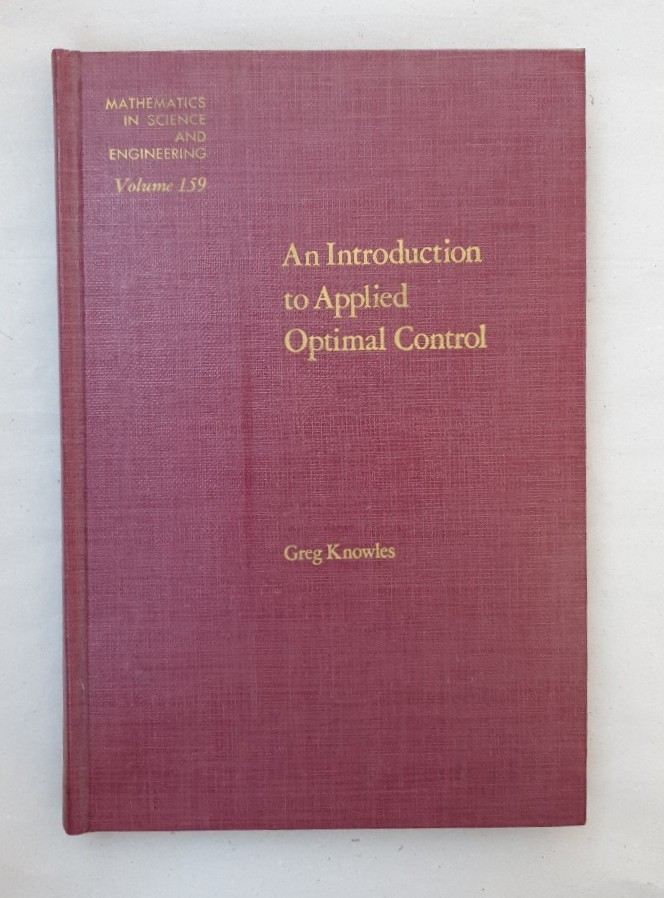 MATHEMATICS
IN SCIENCE
AND
ENGINEERING
Volume 159
An Introduction
to Applied
Optimal Control
Greg Knowles